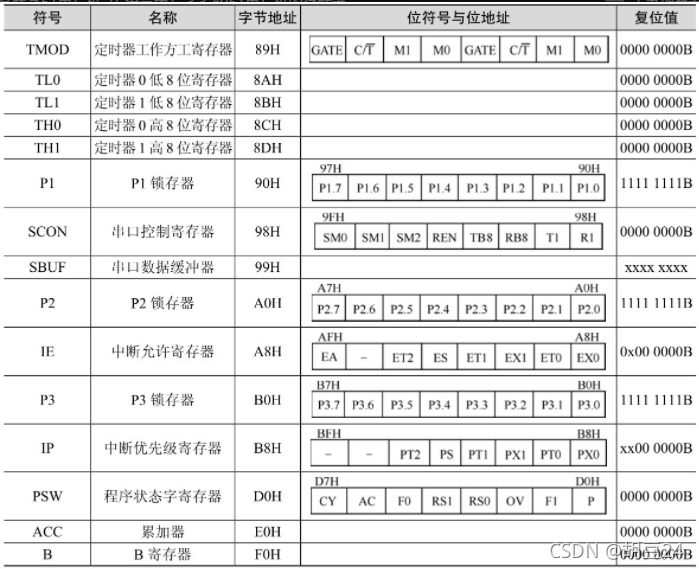 符号 名称 字节地址 位符号与位地址 复位值
TMOD 定时器工作方工寄存器 89H GATE C/T̅ M1 M0 GATE C/T̅ M1 M0 0000 0000B
TL0 定时器 0 低 8 位寄存器 8AH 0000 0000B
TL1 定时器 1 低 8 位寄存器 8BH 0000 0000B
TH0 定时器 0 高 8 位寄存器 8CH 0000 0000B
TH1 定时器 1 高 8 位寄存器 8DH 0000 0000B
97H 90H
P1 P1 锁存器 90H P1.7 P1.6 P1.5 P1.4 P1.3 P1.2 P1.1 P1.0 1111 1111B
9FH 98H
SCON 串口控制寄存器 98H SM0 SM1 SM2 REN TB8 RB8 T1 R1 0000 0000B
SBUF 串口数据缓冲器 99H xxxx xxxx
A7H A0H
P2 P2 锁存器 A0H P2.7 P2.6 P2.5 P2.4 P2.3 P2.2 P2.1 P2.0 1111 1111B
AFH A8H
IE 中断允许寄存器 A8H EA – ET2 ES ET1 EX1 ET0 EX0 0x00 0000B
B7H B0H
P3 P3 锁存器 B0H P3.7 P3.6 P3.5 P3.4 P3.3 P3.2 P3.1 P3.0 1111 1111B
BFH B8H
IP 中断优先级寄存器 B8H – – PT2 PS PT1 PX1 PT0 PX0 xx00 0000B
D7H D0H
PSW 程序状态字寄存器 D0H CY AC F0 RS1 RS0 OV F1 P 0000 0000B
ACC 累加器 E0H 0000 0000B
B B 寄存器 F0H 0000 0000B
CSDN @胡豆24